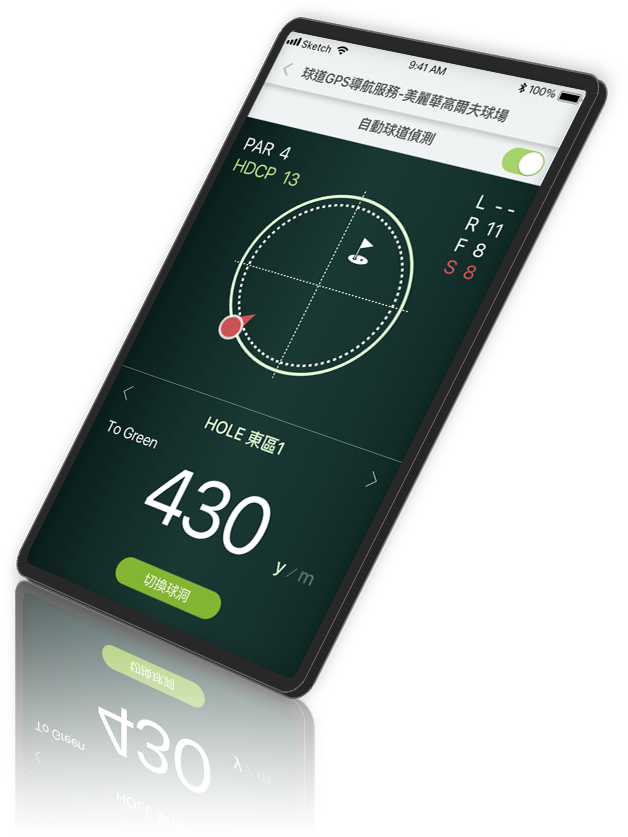 Sketch 9:41 AM 100%
球道GPS導航服務-美麗華高爾夫球場
自動球道偵測
PAR 4
HDCP 13
L - -
R 11
F 8
S 8
HOLE 東區1
To Green
430
y/m
切換球洞